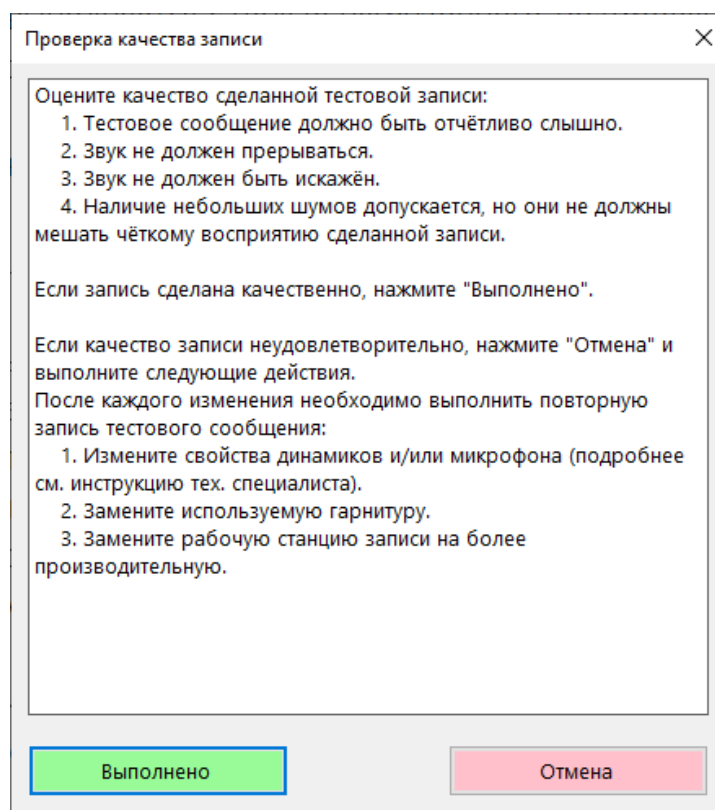 Проверка качества записи
Оцените качество сделанной тестовой записи:
1. Тестовое сообщение должно быть отчётливо слышно.
2. Звук не должен прерываться.
3. Звук не должен быть искажён.
4. Наличие небольших шумов допускается, но они не должны
мешать чёткому восприятию сделанной записи.
Если запись сделана качественно, нажмите "Выполнено".
Если качество записи неудовлетворительно, нажмите "Отмена" и
выполните следующие действия.
После каждого изменения необходимо выполнить повторную
запись тестового сообщения:
1. Измените свойства динамиков и/или микрофона (подробнее
см. инструкцию тех. специалиста).
2. Замените используемую гарнитуру.
3. Замените рабочую станцию записи на более
производительную.
Выполнено
Отмена